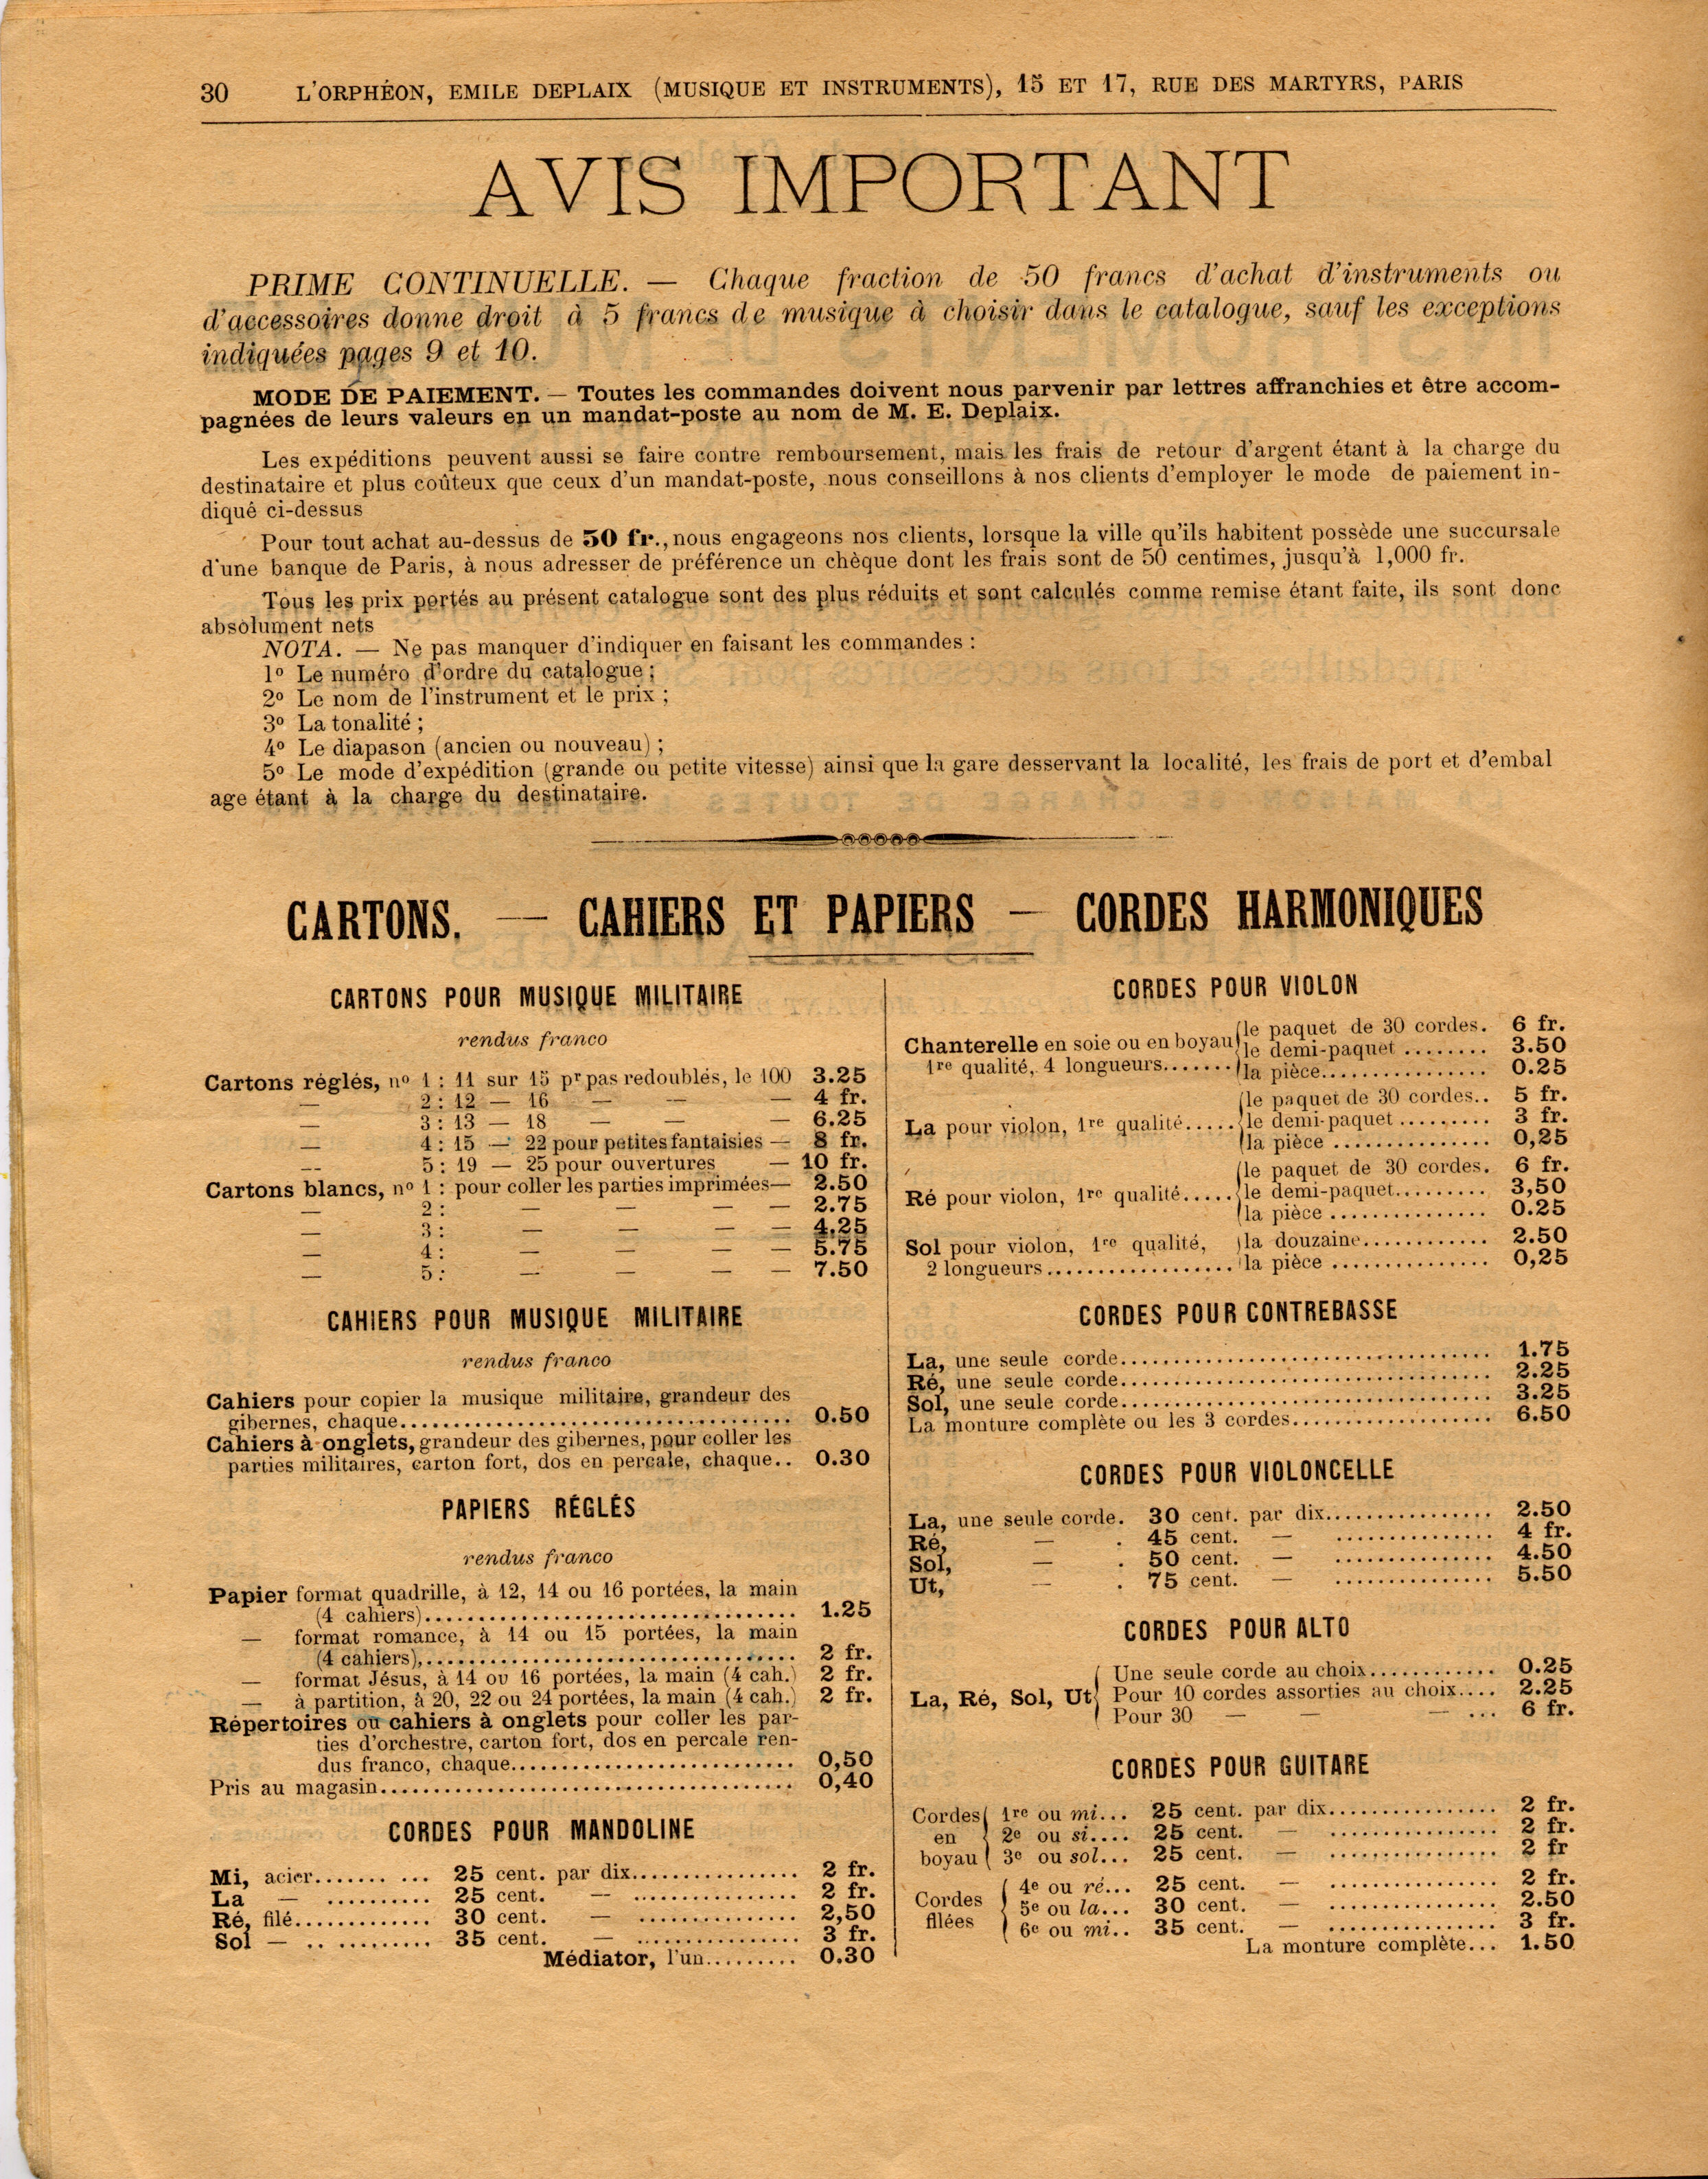 30 L'ORPHÉON, EMILE DEPLAIX (MUSIQUE ET INSTRUMENTS), 15 ET 17, RUE DES MARTYRS, PARIS
AVIS IMPORTANT
PRIME CONTINUELLE. — Chaque fraction de 50 francs d'achat d'instruments ou
d'accessoires donne droit à 5 francs de musique à choisir dans le catalogue, sauf les exceptions
indiquées pages 9 et 10.
MODE DE PAIEMENT. — Toutes les commandes doivent nous parvenir par lettres affranchies et être accom-
pagnées de leurs valeurs en un mandat-poste au nom de M. E. Deplaix.
Les expéditions peuvent aussi se faire contre remboursement, mais les frais de retour d'argent étant à la charge du
destinataire et plus coûteux que ceux d'un mandat-poste, nous conseillons à nos clients d'employer le mode de paiement in-
diqué ci-dessus
Pour tout achat au-dessus de 50 fr., nous engageons nos clients, lorsque la ville qu'ils habitent possède une succursale
d'une banque de Paris, à nous adresser de préférence un chèque dont les frais sont de 50 centimes, jusqu'à 1,000 fr.
Tous les prix portés au présent catalogue sont des plus réduits et sont calculés comme remise étant faite, ils sont donc
absolument nets
NOTA. — Ne pas manquer d'indiquer en faisant les commandes :
1º Le numéro d'ordre du catalogue ;
2º Le nom de l'instrument et le prix ;
3º La tonalité ;
4º Le diapason (ancien ou nouveau) ;
5º Le mode d'expédition (grande ou petite vitesse) ainsi que la gare desservant la localité, les frais de port et d'embal
age étant à la charge du destinataire.
CARTONS. — CAHIERS ET PAPIERS — CORDES HARMONIQUES
CARTONS POUR MUSIQUE MILITAIRE
rendus franco
Cartons réglés, nº 1 : 11 sur 15 pr pas redoublés, le 100 3.25
— 2 : 12 — 16 — — — 4 fr.
— 3 : 13 — 18 — — — 6.25
— 4 : 15 — 22 pour petites fantaisies — 8 fr.
— 5 : 19 — 25 pour ouvertures — 10 fr.
Cartons blancs, nº 1 : pour coller les parties imprimées— 2.50
— 2 : — — — — 2.75
— 3 : — — — — 4.25
— 4 : — — — — 5.75
— 5 : — — — — 7.50
CAHIERS POUR MUSIQUE MILITAIRE
rendus franco
Cahiers pour copier la musique militaire, grandeur des
gibernes, chaque.................................... 0.50
Cahiers à onglets, grandeur des gibernes, pour coller les
parties militaires, carton fort, dos en percale, chaque.. 0.30
PAPIERS RÉGLÉS
rendus franco
Papier format quadrille, à 12, 14 ou 16 portées, la main
(4 cahiers).................................. 1.25
— format romance, à 14 ou 15 portées, la main
(4 cahiers),.................................. 2 fr.
— format Jésus, à 14 ou 16 portées, la main (4 cah.) 2 fr.
— à partition, à 20, 22 ou 24 portées, la main (4 cah.) 2 fr.
Répertoires ou cahiers à onglets pour coller les par-
ties d'orchestre, carton fort, dos en percale ren-
dus franco, chaque........................... 0,50
Pris au magasin...................................... 0,40
CORDES POUR MANDOLINE
Mi, acier....... ... 25 cent. par dix................ 2 fr.
La — .......... 25 cent. — ................ 2 fr.
Ré, filé............. 30 cent. — ................ 2,50
Sol — .. ......... 35 cent. — ................ 3 fr.
Médiator, l'un......... 0.30
CORDES POUR VIOLON
Chanterelle en soie ou en boyau
1re qualité, 4 longueurs.......
le paquet de 30 cordes. 6 fr.
le demi-paquet ........ 3.50
la pièce................ 0.25
La pour violon, 1re qualité.....
le paquet de 30 cordes.. 5 fr.
le demi-paquet......... 3 fr.
la pièce ............... 0,25
Ré pour violon, 1re qualité.....
le paquet de 30 cordes. 6 fr.
le demi-paquet......... 3,50
la pièce ............... 0.25
Sol pour violon, 1re qualité, la douzaine............ 2.50
2 longueurs.................. la pièce ............... 0,25
CORDES POUR CONTREBASSE
La, une seule corde................................... 1.75
Ré, une seule corde................................... 2.25
Sol, une seule corde................................... 3.25
La monture complète ou les 3 cordes................... 6.50
CORDES POUR VIOLONCELLE
La, une seule corde. 30 cent. par dix................ 2.50
Ré, — . 45 cent. — ............... 4 fr.
Sol, — . 50 cent. — ............... 4.50
Ut, — . 75 cent. — ............... 5.50
CORDES POUR ALTO
La, Ré, Sol, Ut
Une seule corde au choix............ 0.25
Pour 10 cordes assorties au choix.... 2.25
Pour 30 — — — ... 6 fr.
CORDES POUR GUITARE
Cordes en boyau
1re ou mi... 25 cent. par dix................ 2 fr.
2e ou si.... 25 cent. — ................ 2 fr.
3e ou sol... 25 cent. — ................ 2 fr
Cordes filées
4e ou ré... 25 cent. — ................ 2 fr.
5e ou la... 30 cent. — ................ 2.50
6e ou mi.. 35 cent. — ................ 3 fr.
La monture complète... 1.50